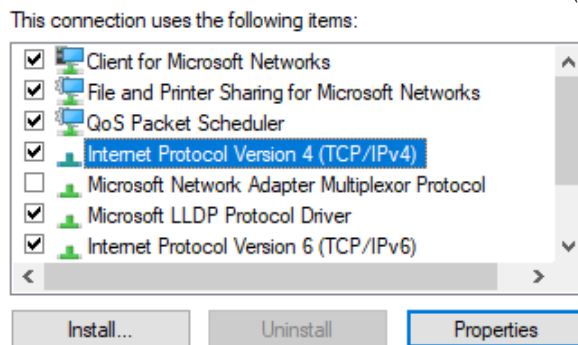 This connection uses the following items:
Client for Microsoft Networks
File and Printer Sharing for Microsoft Networks
QoS Packet Scheduler
Internet Protocol Version 4 (TCP/IPv4)
Microsoft Network Adapter Multiplexor Protocol
Microsoft LLDP Protocol Driver
Internet Protocol Version 6 (TCP/IPv6)
Install... Uninstall Properties